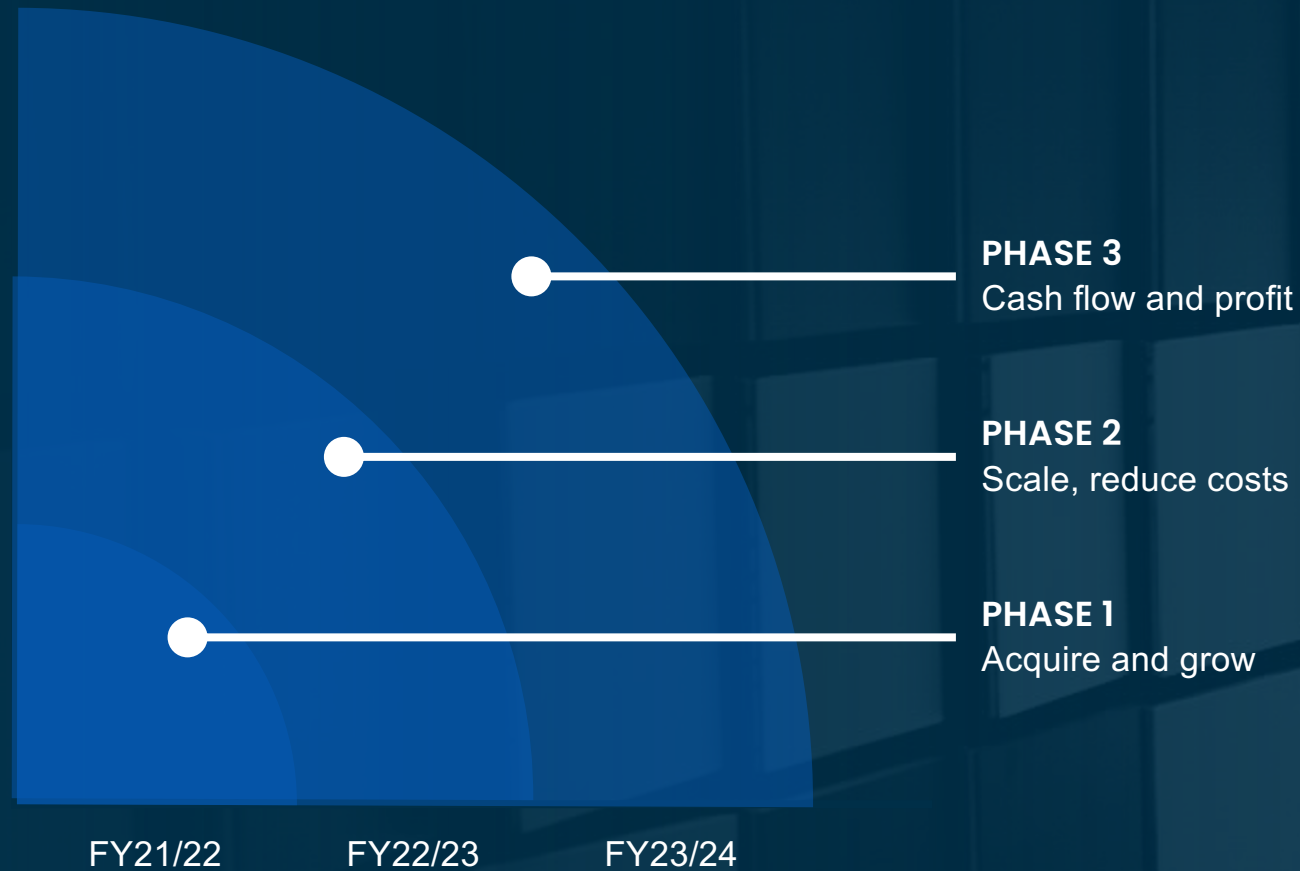 PHASE 3
Cash flow and profit
PHASE 2
Scale, reduce costs
PHASE 1
Acquire and grow
FY21/22 FY22/23 FY23/24